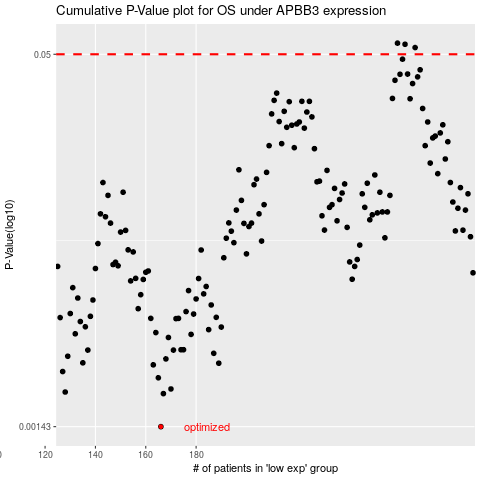 Cumulative P-Value plot for OS under APBB3 expression
0.05
P-Value(log10)
0.00143
optimized
0 120 140 160 180
# of patients in 'low exp' group